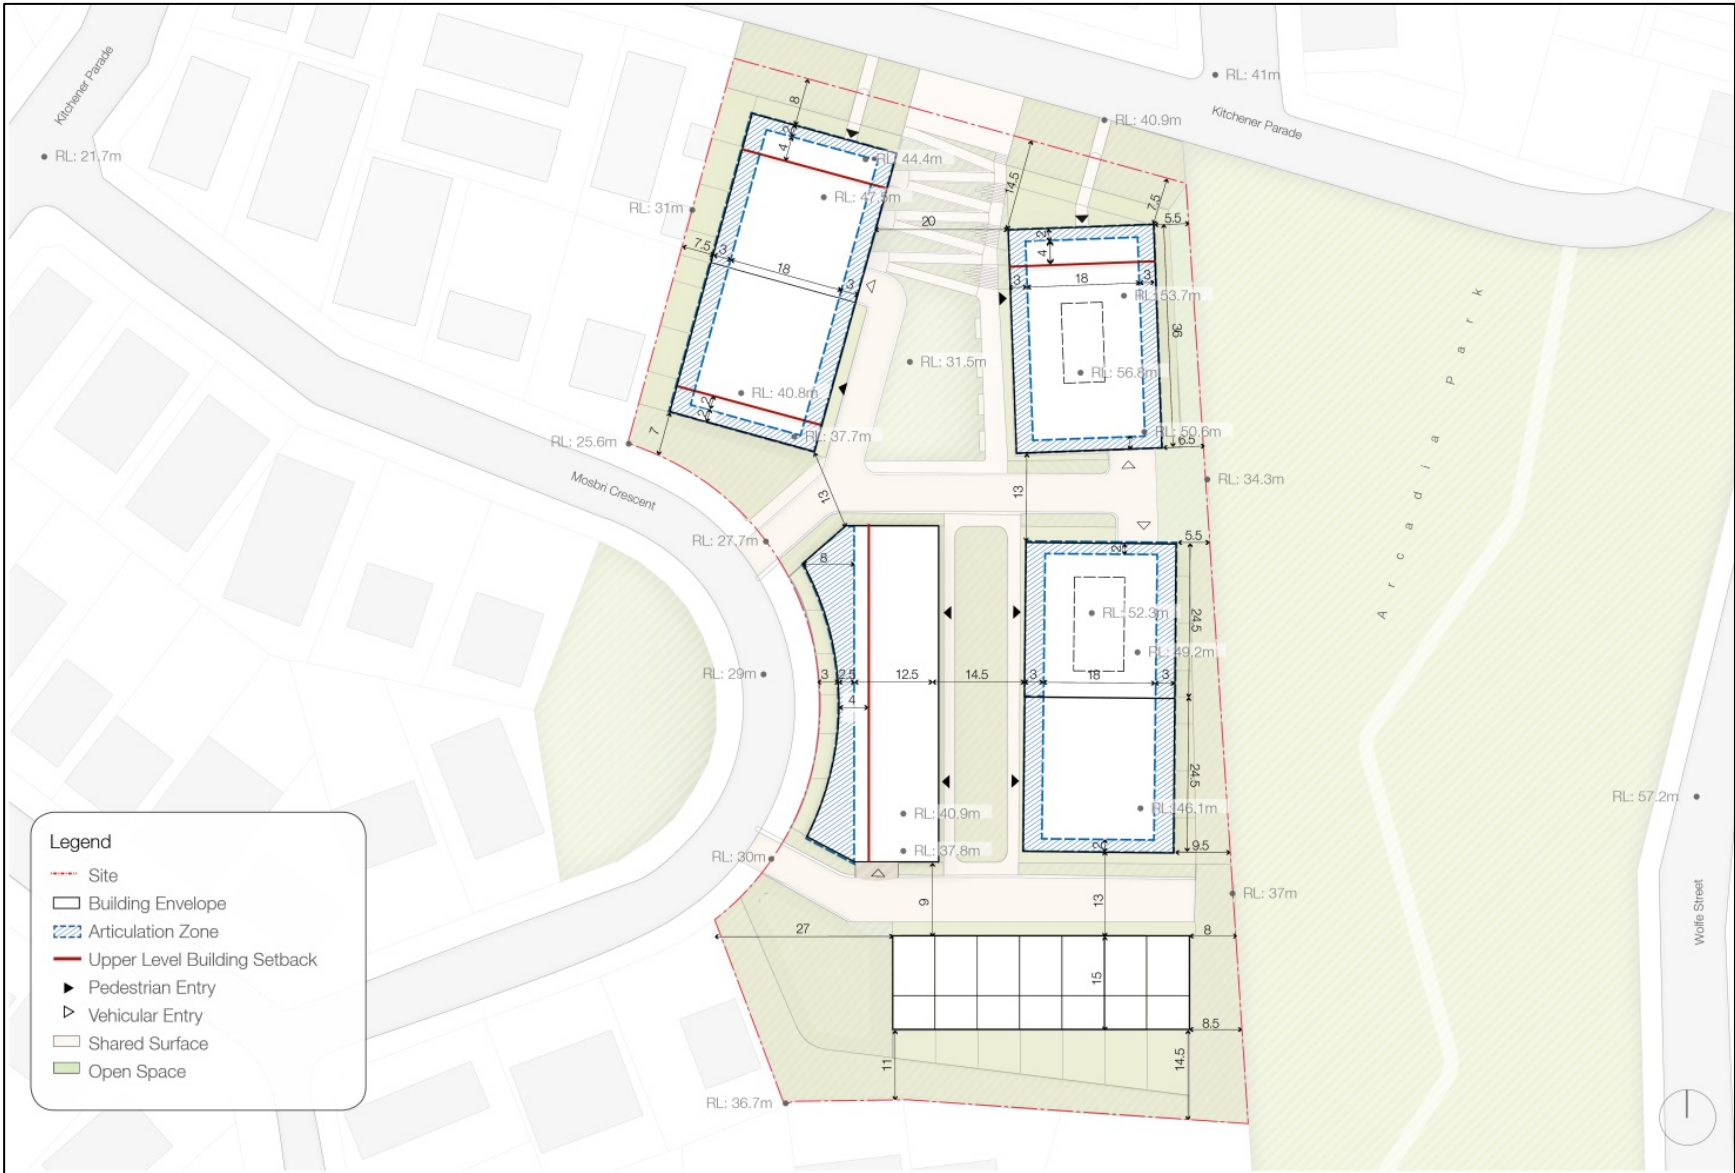 Kitchener Parade
RL: 21.7m
RL: 41m
Kitchener Parade
RL: 40.9m
8
2
4
RL: 44.4m
RL: 47.5m
RL: 31m
14.5
7.5
5.5
20
2
4
7.5
3
18
3
3
18
3
RL: 53.7m
36
RL: 31.5m
RL: 56.8m
RL: 40.8m
2
2
RL: 37.7m
7
RL: 25.6m
RL: 50.6m
6.5
Arcadia Park
Mosbri Crescent
13
13
RL: 34.3m
RL: 27.7m
8
5.5
2
RL: 52.3m
24.5
RL: 49.2m
RL: 29m
3
2.5
12.5
14.5
3
18
3
4
24.5
RL: 46.1m
RL: 40.9m
RL: 37.8m
RL: 57.2m
RL: 30m
2
9.5
RL: 37m
9
13
27
8
15
8.5
11
14.5
RL: 36.7m
Wolfe Street
Legend
Site
Building Envelope
Articulation Zone
Upper Level Building Setback
Pedestrian Entry
Vehicular Entry
Shared Surface
Open Space